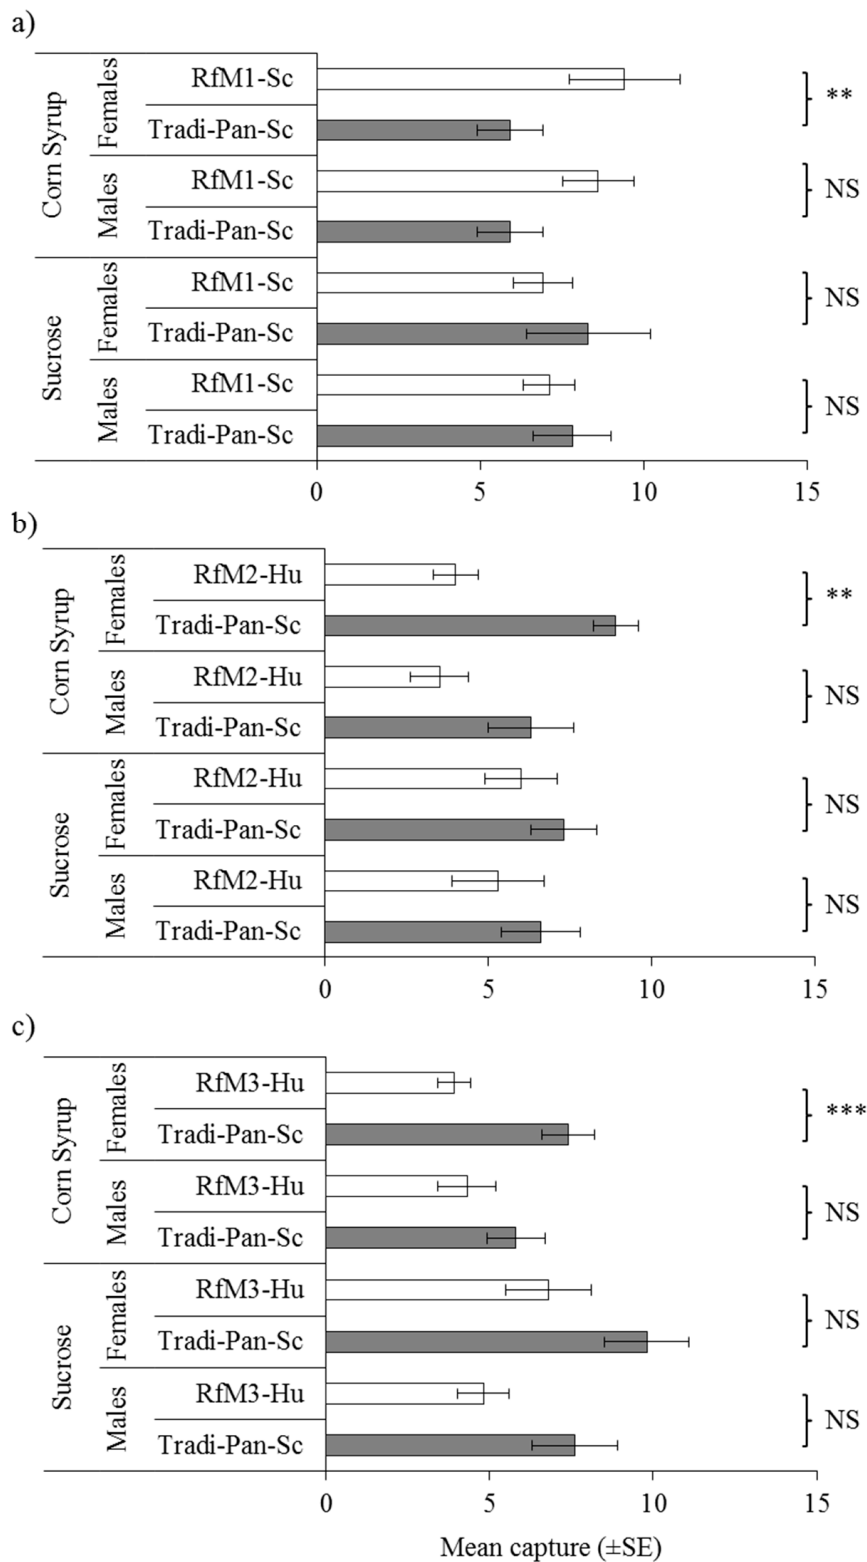 a)
Corn Syrup
Females
RfM1-Sc
**
Tradi-Pan-Sc
Males
RfM1-Sc
NS
Tradi-Pan-Sc
Sucrose
Females
RfM1-Sc
NS
Tradi-Pan-Sc
Males
RfM1-Sc
NS
Tradi-Pan-Sc
0 5 10 15
b)
Corn Syrup
Females
RfM2-Hu
**
Tradi-Pan-Sc
Males
RfM2-Hu
NS
Tradi-Pan-Sc
Sucrose
Females
RfM2-Hu
NS
Tradi-Pan-Sc
Males
RfM2-Hu
NS
Tradi-Pan-Sc
0 5 10 15
c)
Corn Syrup
Females
RfM3-Hu
***
Tradi-Pan-Sc
Males
RfM3-Hu
NS
Tradi-Pan-Sc
Sucrose
Females
RfM3-Hu
NS
Tradi-Pan-Sc
Males
RfM3-Hu
NS
Tradi-Pan-Sc
0 5 10 15
Mean capture (±SE)